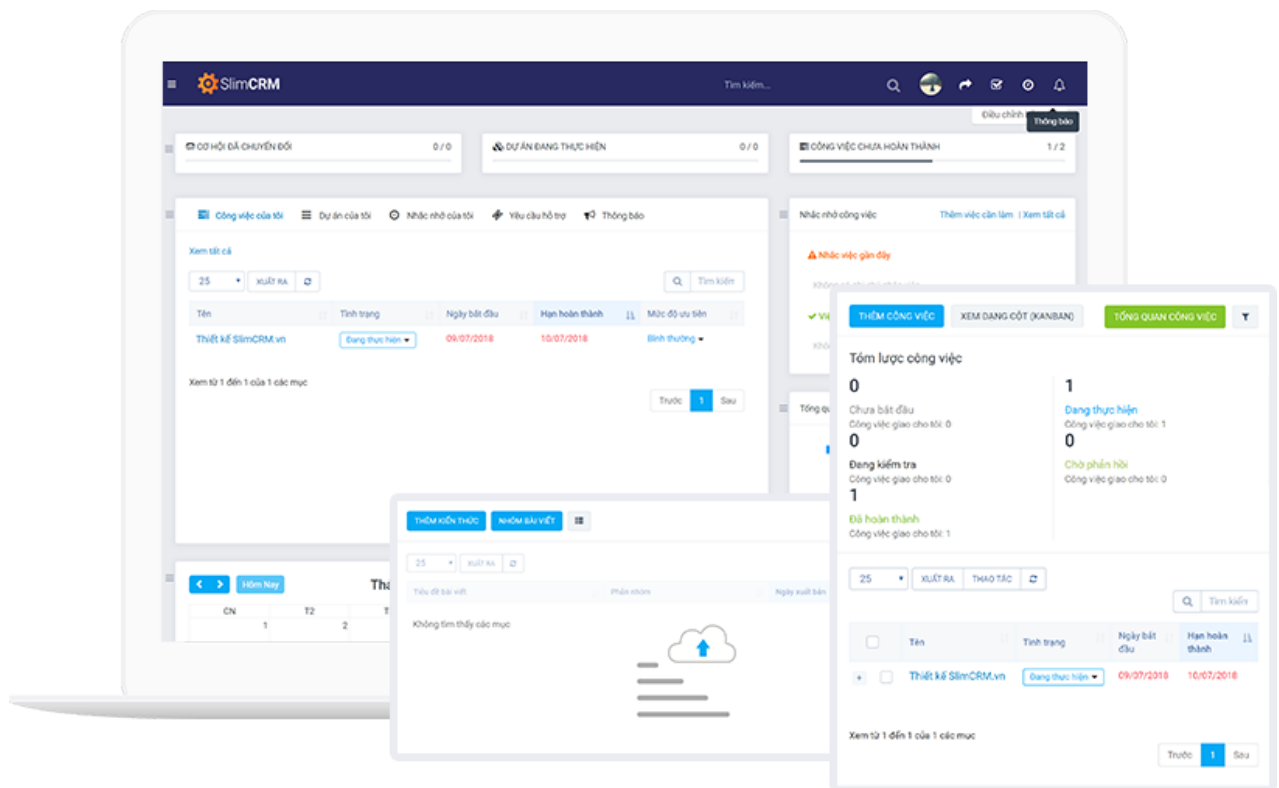 SlimCRM
Tìm kiếm...
Điều chỉnh
Thông báo
CƠ HỘI ĐÃ CHUYỂN ĐỔI 0 / 0
DỰ ÁN ĐANG THỰC HIỆN 0 / 0
CÔNG VIỆC CHƯA HOÀN THÀNH 1 / 2
Công việc của tôi Dự án của tôi Nhắc nhở của tôi Yêu cầu hỗ trợ Thông báo
Xem tất cả
25 XUẤT RA Tìm kiếm
Tên Tình trạng Ngày bắt đầu Hạn hoàn thành Mức độ ưu tiên
Thiết kế SlimCRM.vn Đang thực hiện 09/07/2018 10/07/2018 Bình thường
Xem từ 1 đến 1 của 1 các mục
Trước 1 Sau
Nhắc nhở công việc Thêm việc cần làm | Xem tất cả
Nhắc việc gần đây
Tổng
Hôm Nay
CN T2
1 2
THÊM KIẾN THỨC NHÓM BÀI VIẾT
25 XUẤT RA
Tiêu đề bài viết Phân nhóm Ngày xuất bản
Không tìm thấy các mục
THÊM CÔNG VIỆC XEM DẠNG CỘT (KANBAN) TỔNG QUAN CÔNG VIỆC
Tóm lược công việc
0 1
Chưa bắt đầu Đang thực hiện
Công việc giao cho tôi: 0 Công việc giao cho tôi: 1
0 0
Đang kiểm tra Chờ phản hồi
Công việc giao cho tôi: 0 Công việc giao cho tôi: 0
1
Đã hoàn thành
Công việc giao cho tôi: 1
25 XUẤT RA THAO TÁC
Tìm kiếm
Tên Tình trạng Ngày bắt đầu Hạn hoàn thành
Thiết kế SlimCRM.vn Đang thực hiện 09/07/2018 10/07/2018
Xem từ 1 đến 1 của 1 các mục
Trước 1 Sau